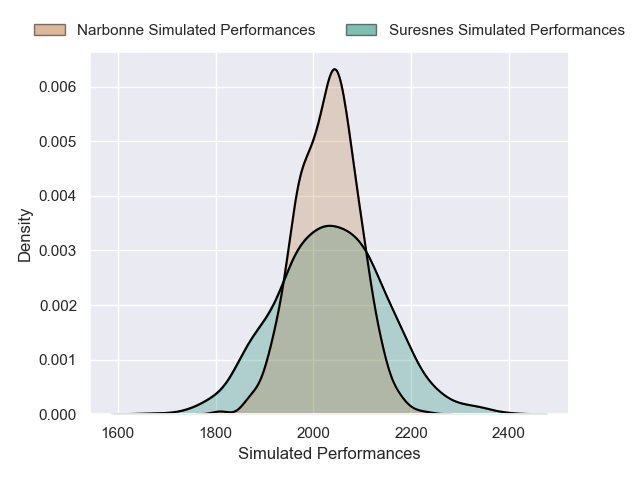 Narbonne Simulated Performances Suresnes Simulated Performances
0.006
0.005
0.004
0.003
0.002
0.001
0.000
Density
1600 1800 2000 2200 2400
Simulated Performances